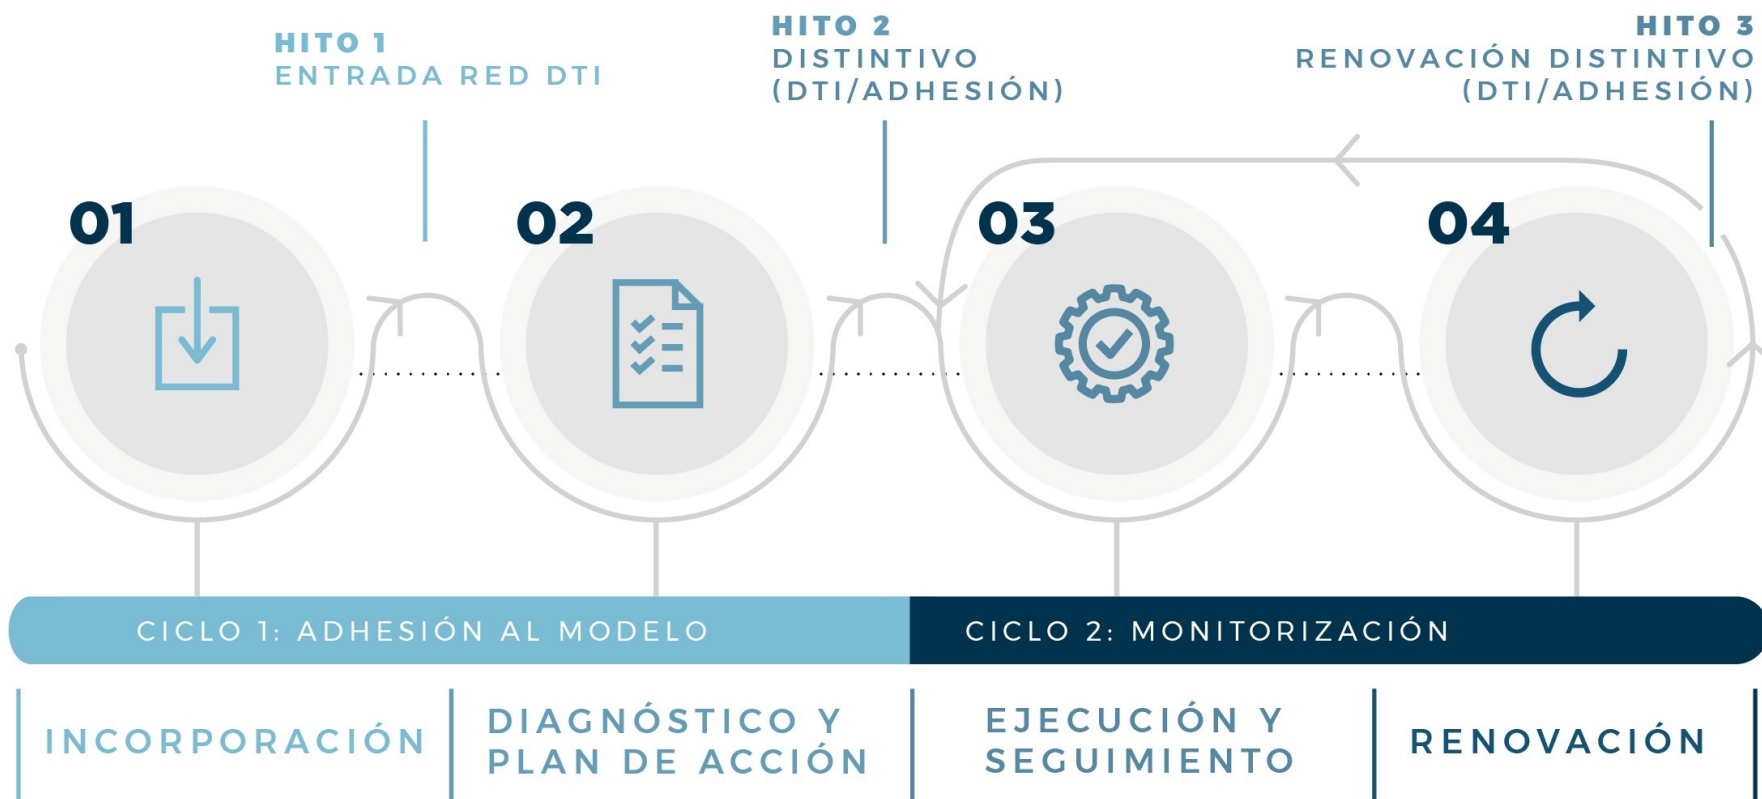 HITO 1
ENTRADA RED DTI
HITO 2
DISTINTIVO
(DTI/ADHESIÓN)
HITO 3
RENOVACIÓN DISTINTIVO
(DTI/ADHESIÓN)
01
02
03
04
CICLO 1: ADHESIÓN AL MODELO
CICLO 2: MONITORIZACIÓN
INCORPORACIÓN
DIAGNÓSTICO Y
PLAN DE ACCIÓN
EJECUCIÓN Y
SEGUIMIENTO
RENOVACIÓN